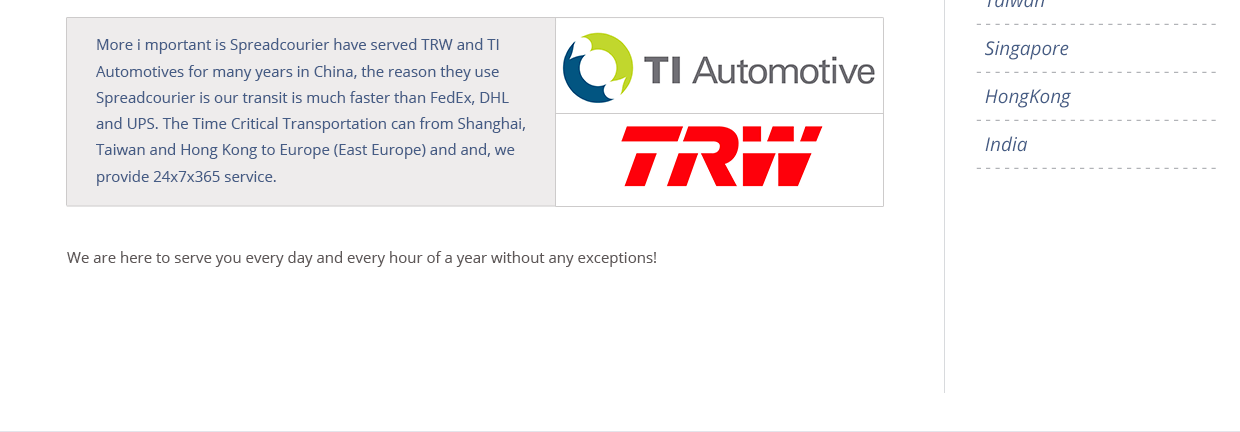 More i mportant is Spreadcourier have served TRW and TI
Automotives for many years in China, the reason they use
Spreadcourier is our transit is much faster than FedEx, DHL
and UPS. The Time Critical Transportation can from Shanghai,
Taiwan and Hong Kong to Europe (East Europe) and and, we
provide 24x7x365 service.
TI Automotive
TRW
We are here to serve you every day and every hour of a year without any exceptions!
Taiwan
Singapore
HongKong
India